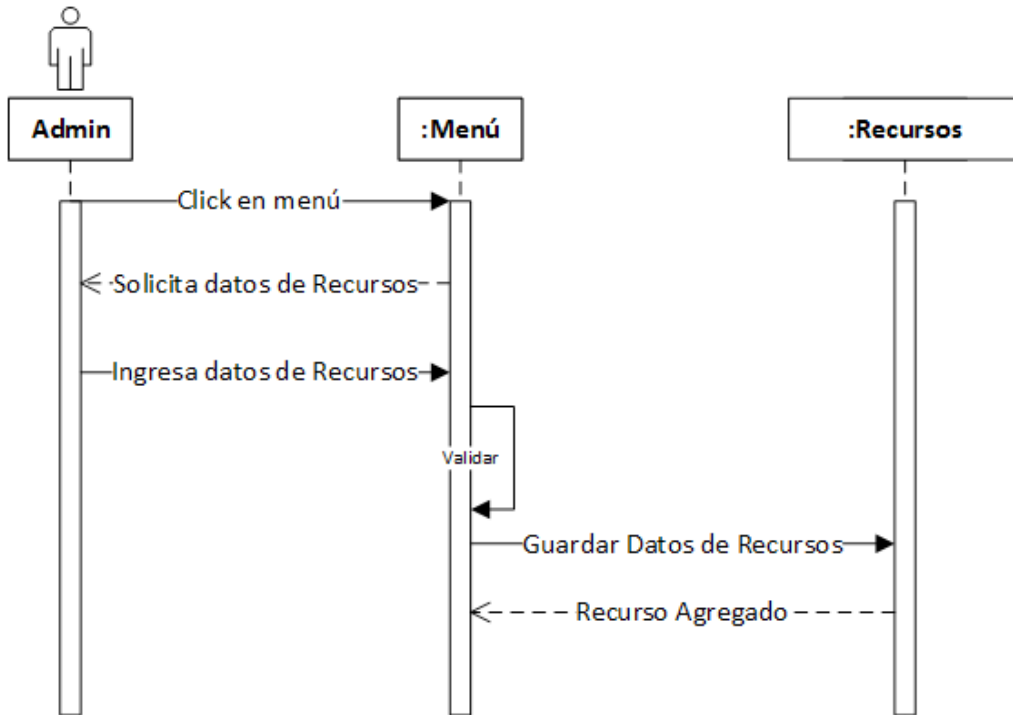 Admin
:Menú
:Recursos
Click en menú
Solicita datos de Recursos
Ingresa datos de Recursos
Validar
Guardar Datos de Recursos
Recurso Agregado